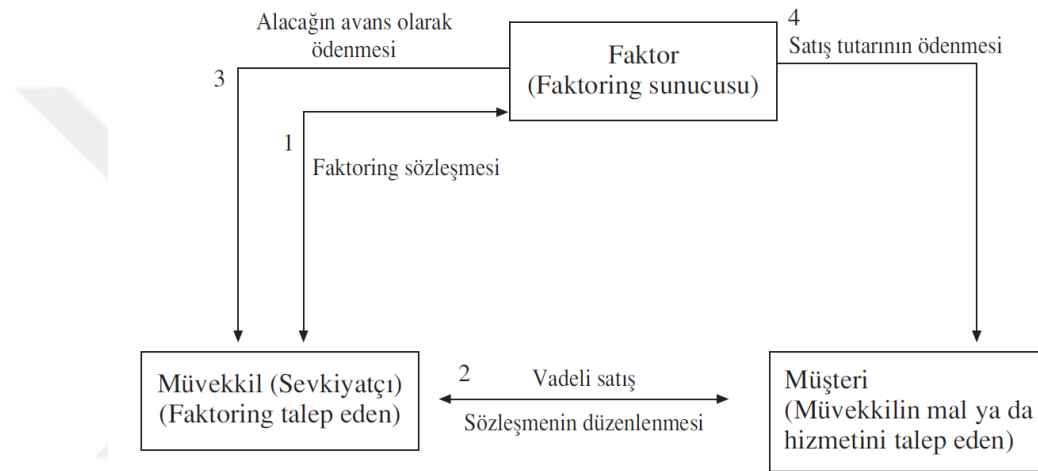 Alacağın avans olarak
ödenmesi
3
Faktor
(Faktoring sunucusu)
4
Satış tutarının ödenmesi
1
Faktoring sözleşmesi
Müvekkil (Sevkiyatçı)
(Faktoring talep eden)
2
Vadeli satış
Sözleşmenin düzenlenmesi
Müşteri
(Müvekkilin mal ya da
hizmetini talep eden)